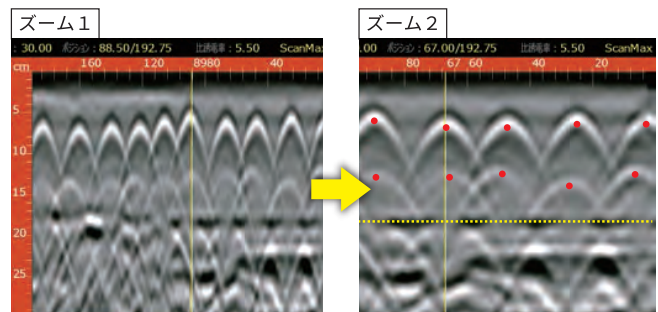 ズーム1
: 30.00 ポジション : 88.50/192.75 比誘電率 : 5.50 ScanMax
cm 160 120 8980 40
5
10
15
20
25
ズーム2
.00 ポジション : 67.00/192.75 比誘電率 : 5.50 ScanMax
80 67 60 40 20